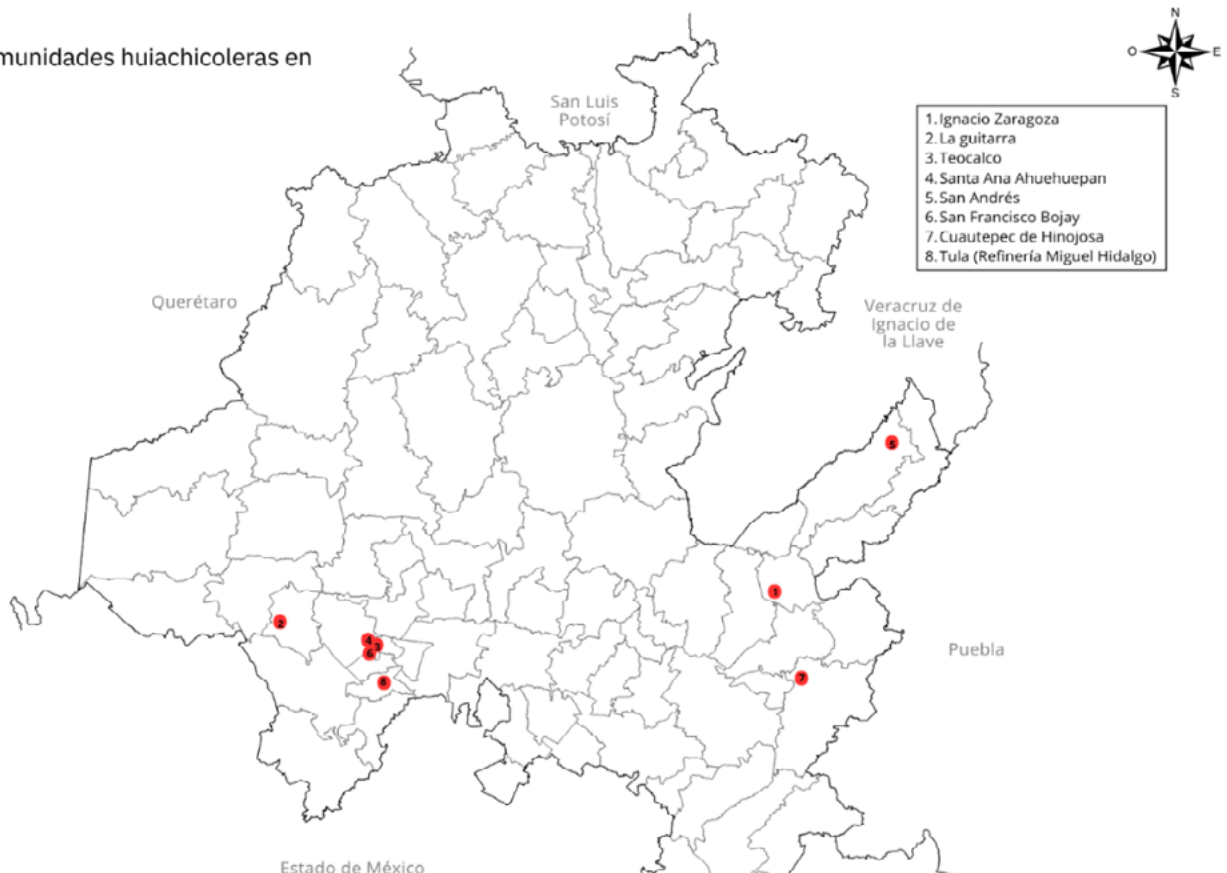 munidades huiachicoleras en
N
O
E
S
San Luis
Potosí
1. Ignacio Zaragoza
2. La guitarra
3. Teocalco
4. Santa Ana Ahuehuepan
5. San Andrés
6. San Francisco Bojay
7. Cuautepec de Hinojosa
8. Tula (Refinería Miguel Hidalgo)
Querétaro
Veracruz de
Ignacio de
la Llave
5
1
2
4
3
6
Puebla
7
8
Estado de México